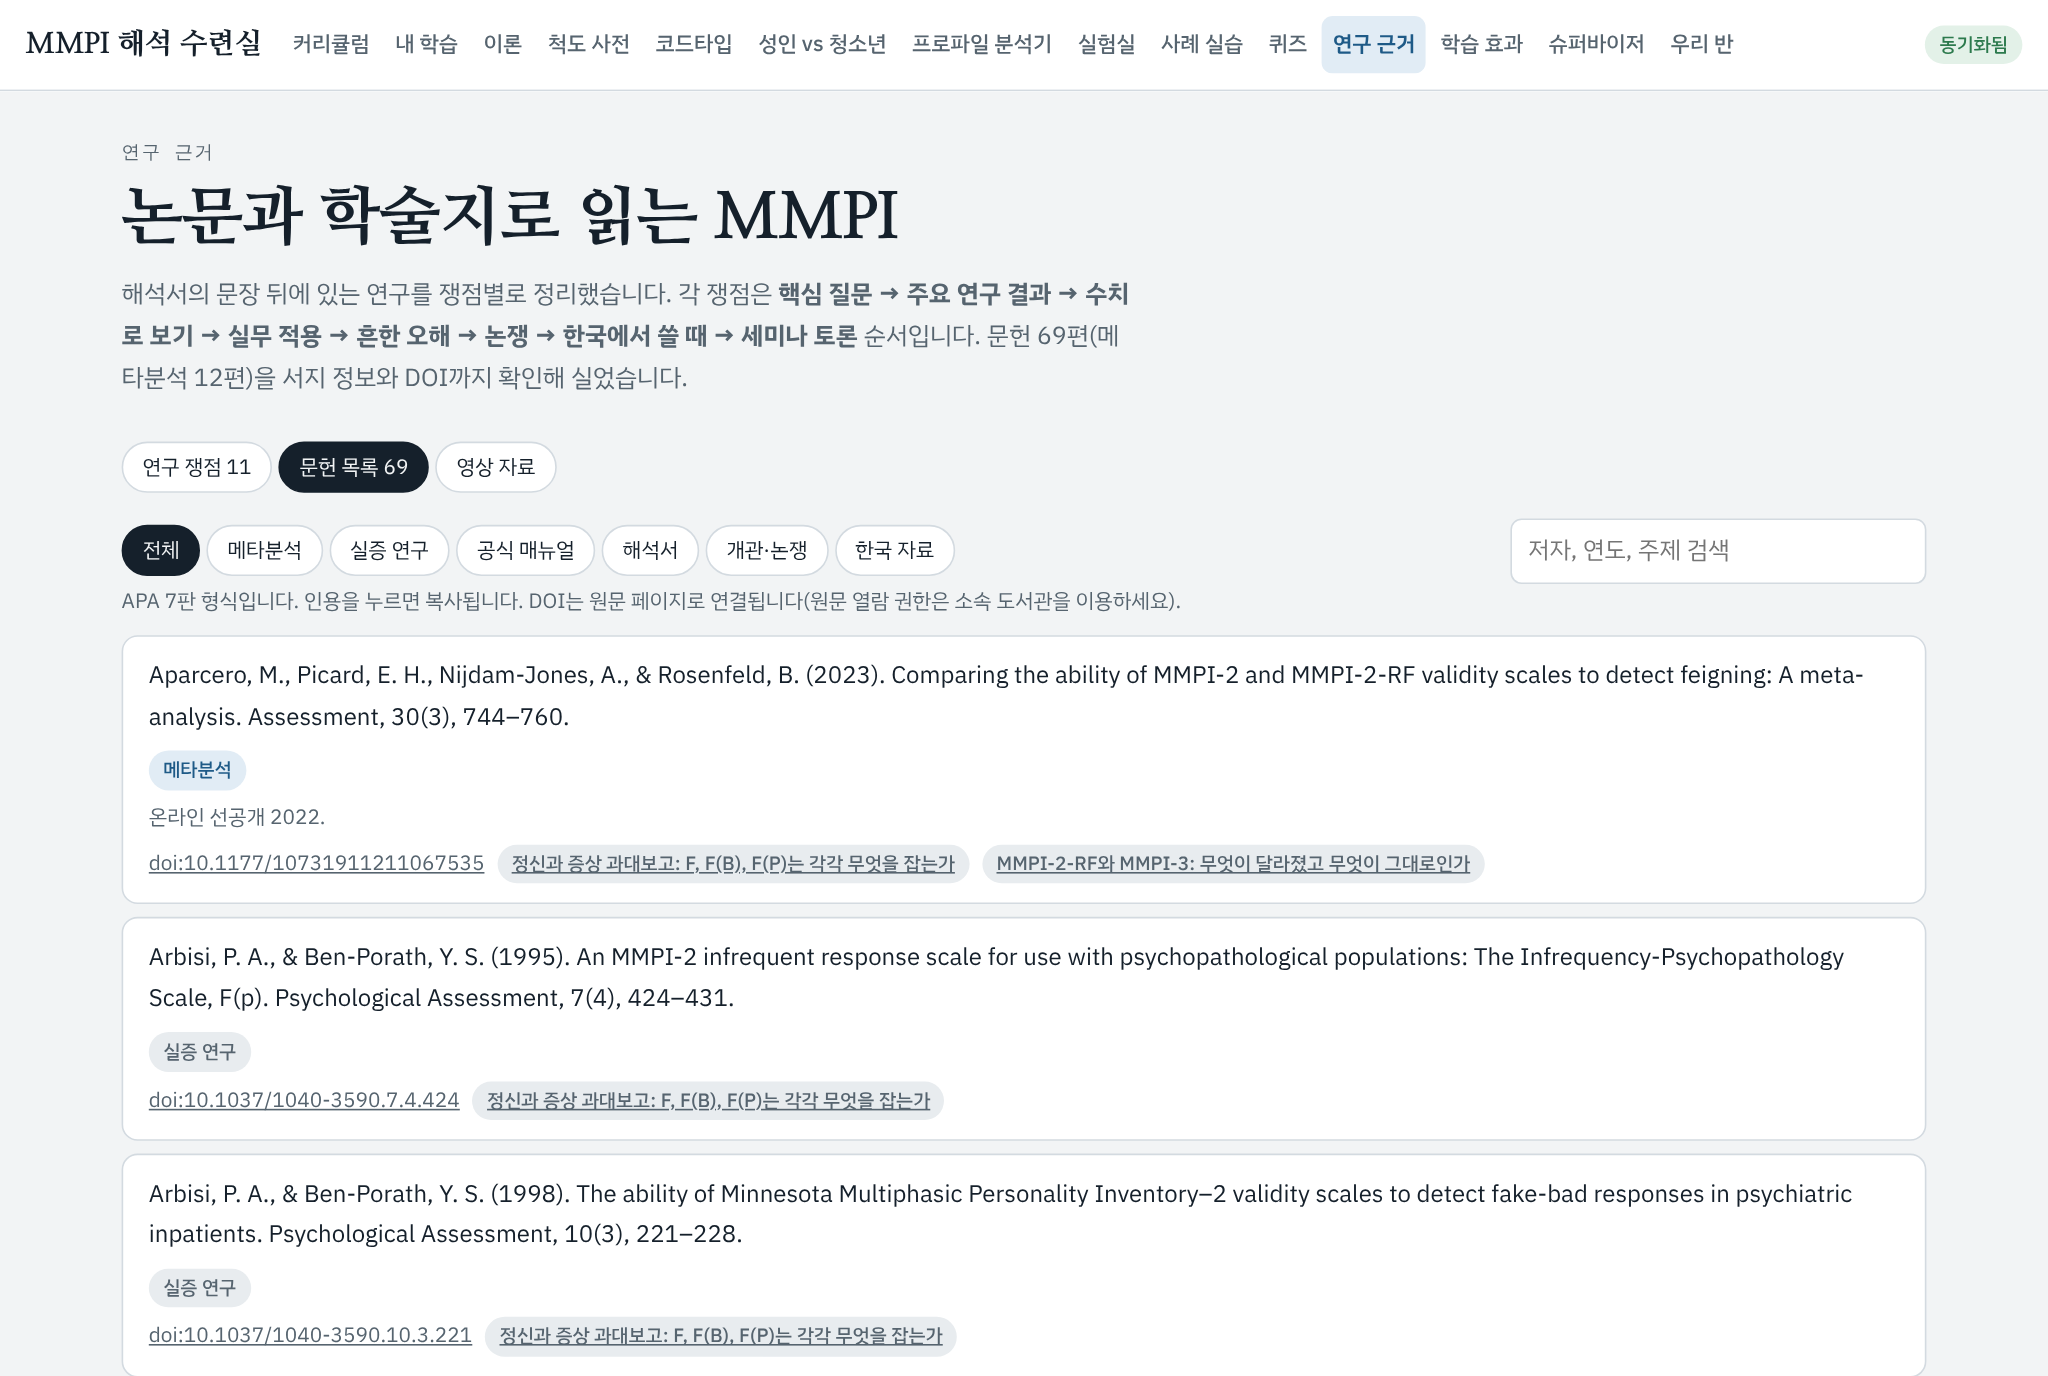 MMPI 해석 수련실 커리큘럼 내 학습 이론 척도 사전 코드타입 성인 vs 청소년 프로파일 분석기 실험실 사례 실습 퀴즈 연구 근거 학습 효과 슈퍼바이저 우리 반 동기화됨
연구 근거
논문과 학술지로 읽는 MMPI
해석서의 문장 뒤에 있는 연구를 쟁점별로 정리했습니다. 각 쟁점은 핵심 질문 → 주요 연구 결과 → 수치
로 보기 → 실무 적용 → 흔한 오해 → 논쟁 → 한국에서 쓸 때 → 세미나 토론 순서입니다. 문헌 69편(메
타분석 12편)을 서지 정보와 DOI까지 확인해 실었습니다.
연구 쟁점 11 문헌 목록 69 영상 자료
전체 메타분석 실증 연구 공식 매뉴얼 해석서 개관·논쟁 한국 자료 저자, 연도, 주제 검색
APA 7판 형식입니다. 인용을 누르면 복사됩니다. DOI는 원문 페이지로 연결됩니다(원문 열람 권한은 소속 도서관을 이용하세요).
Aparcero, M., Picard, E. H., Nijdam-Jones, A., & Rosenfeld, B. (2023). Comparing the ability of MMPI-2 and MMPI-2-RF validity scales to detect feigning: A meta-
analysis. Assessment, 30(3), 744–760.
메타분석
온라인 선공개 2022.
doi:10.1177/10731911211067535 정신과 증상 과대보고: F, F(B), F(P)는 각각 무엇을 잡는가 MMPI-2-RF와 MMPI-3: 무엇이 달라졌고 무엇이 그대로인가
Arbisi, P. A., & Ben-Porath, Y. S. (1995). An MMPI-2 infrequent response scale for use with psychopathological populations: The Infrequency-Psychopathology
Scale, F(p). Psychological Assessment, 7(4), 424–431.
실증 연구
doi:10.1037/1040-3590.7.4.424 정신과 증상 과대보고: F, F(B), F(P)는 각각 무엇을 잡는가
Arbisi, P. A., & Ben-Porath, Y. S. (1998). The ability of Minnesota Multiphasic Personality Inventory–2 validity scales to detect fake-bad responses in psychiatric
inpatients. Psychological Assessment, 10(3), 221–228.
실증 연구
doi:10.1037/1040-3590.10.3.221 정신과 증상 과대보고: F, F(B), F(P)는 각각 무엇을 잡는가